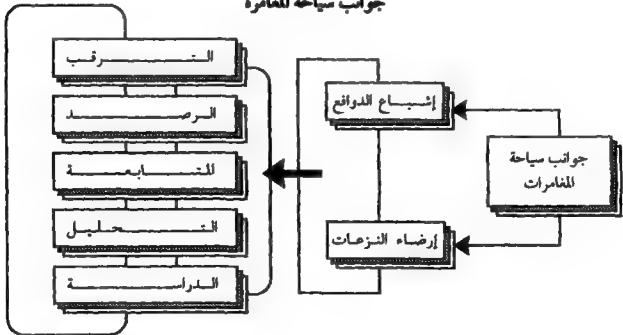 جوانب سياحة المغامرة
جوانب سياحة
المغامرات
إشباع الدوافع
إرضاء النزعات
الترقب
الرصد
المتابعة
التحليل
الدراسة